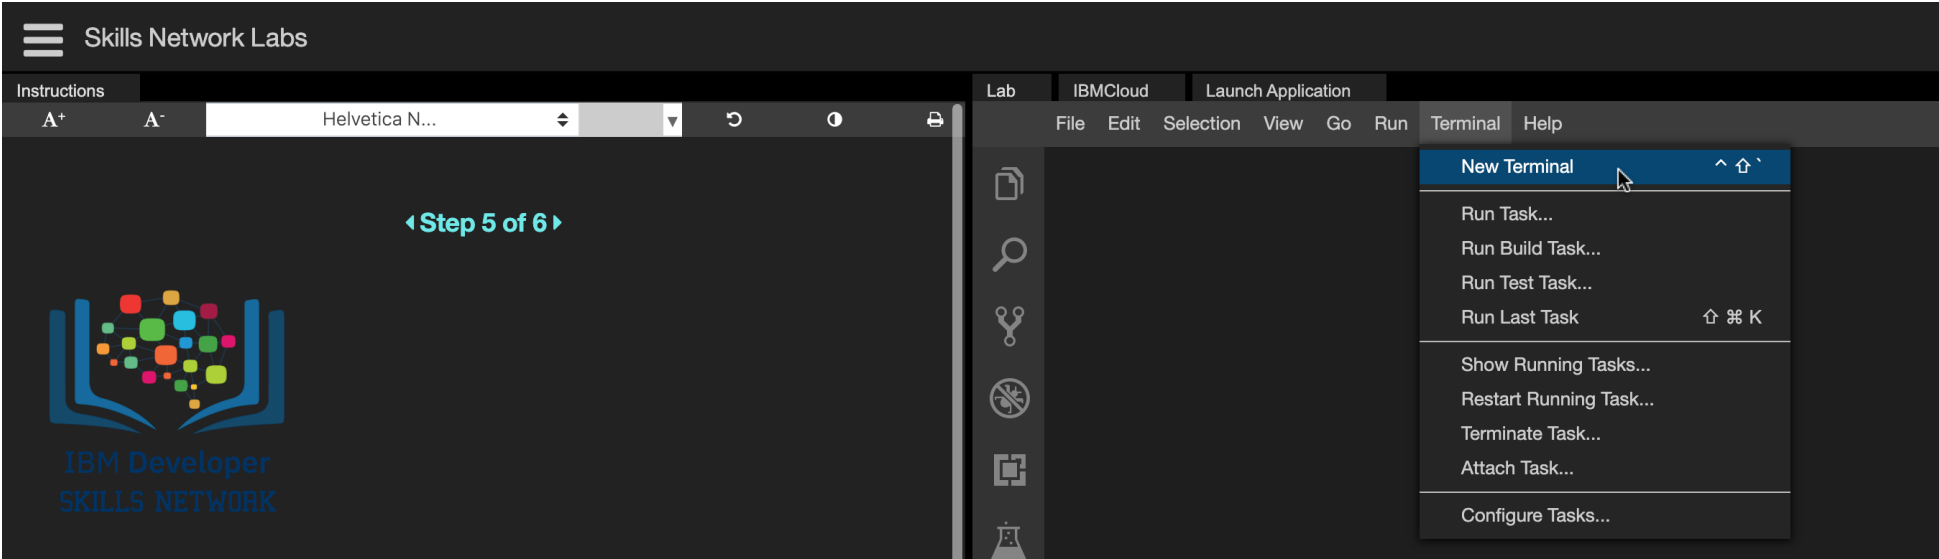 Skills Network Labs
Instructions
A+ A- Helvetica N...
Step 5 of 6
IBM Developer
SKILLS NETWORK
Lab IBMCloud Launch Application
File Edit Selection View Go Run Terminal Help
New Terminal ^ ⇧ `
Run Task...
Run Build Task...
Run Test Task...
Run Last Task ⇧ ⌘ K
Show Running Tasks...
Restart Running Task...
Terminate Task...
Attach Task...
Configure Tasks...